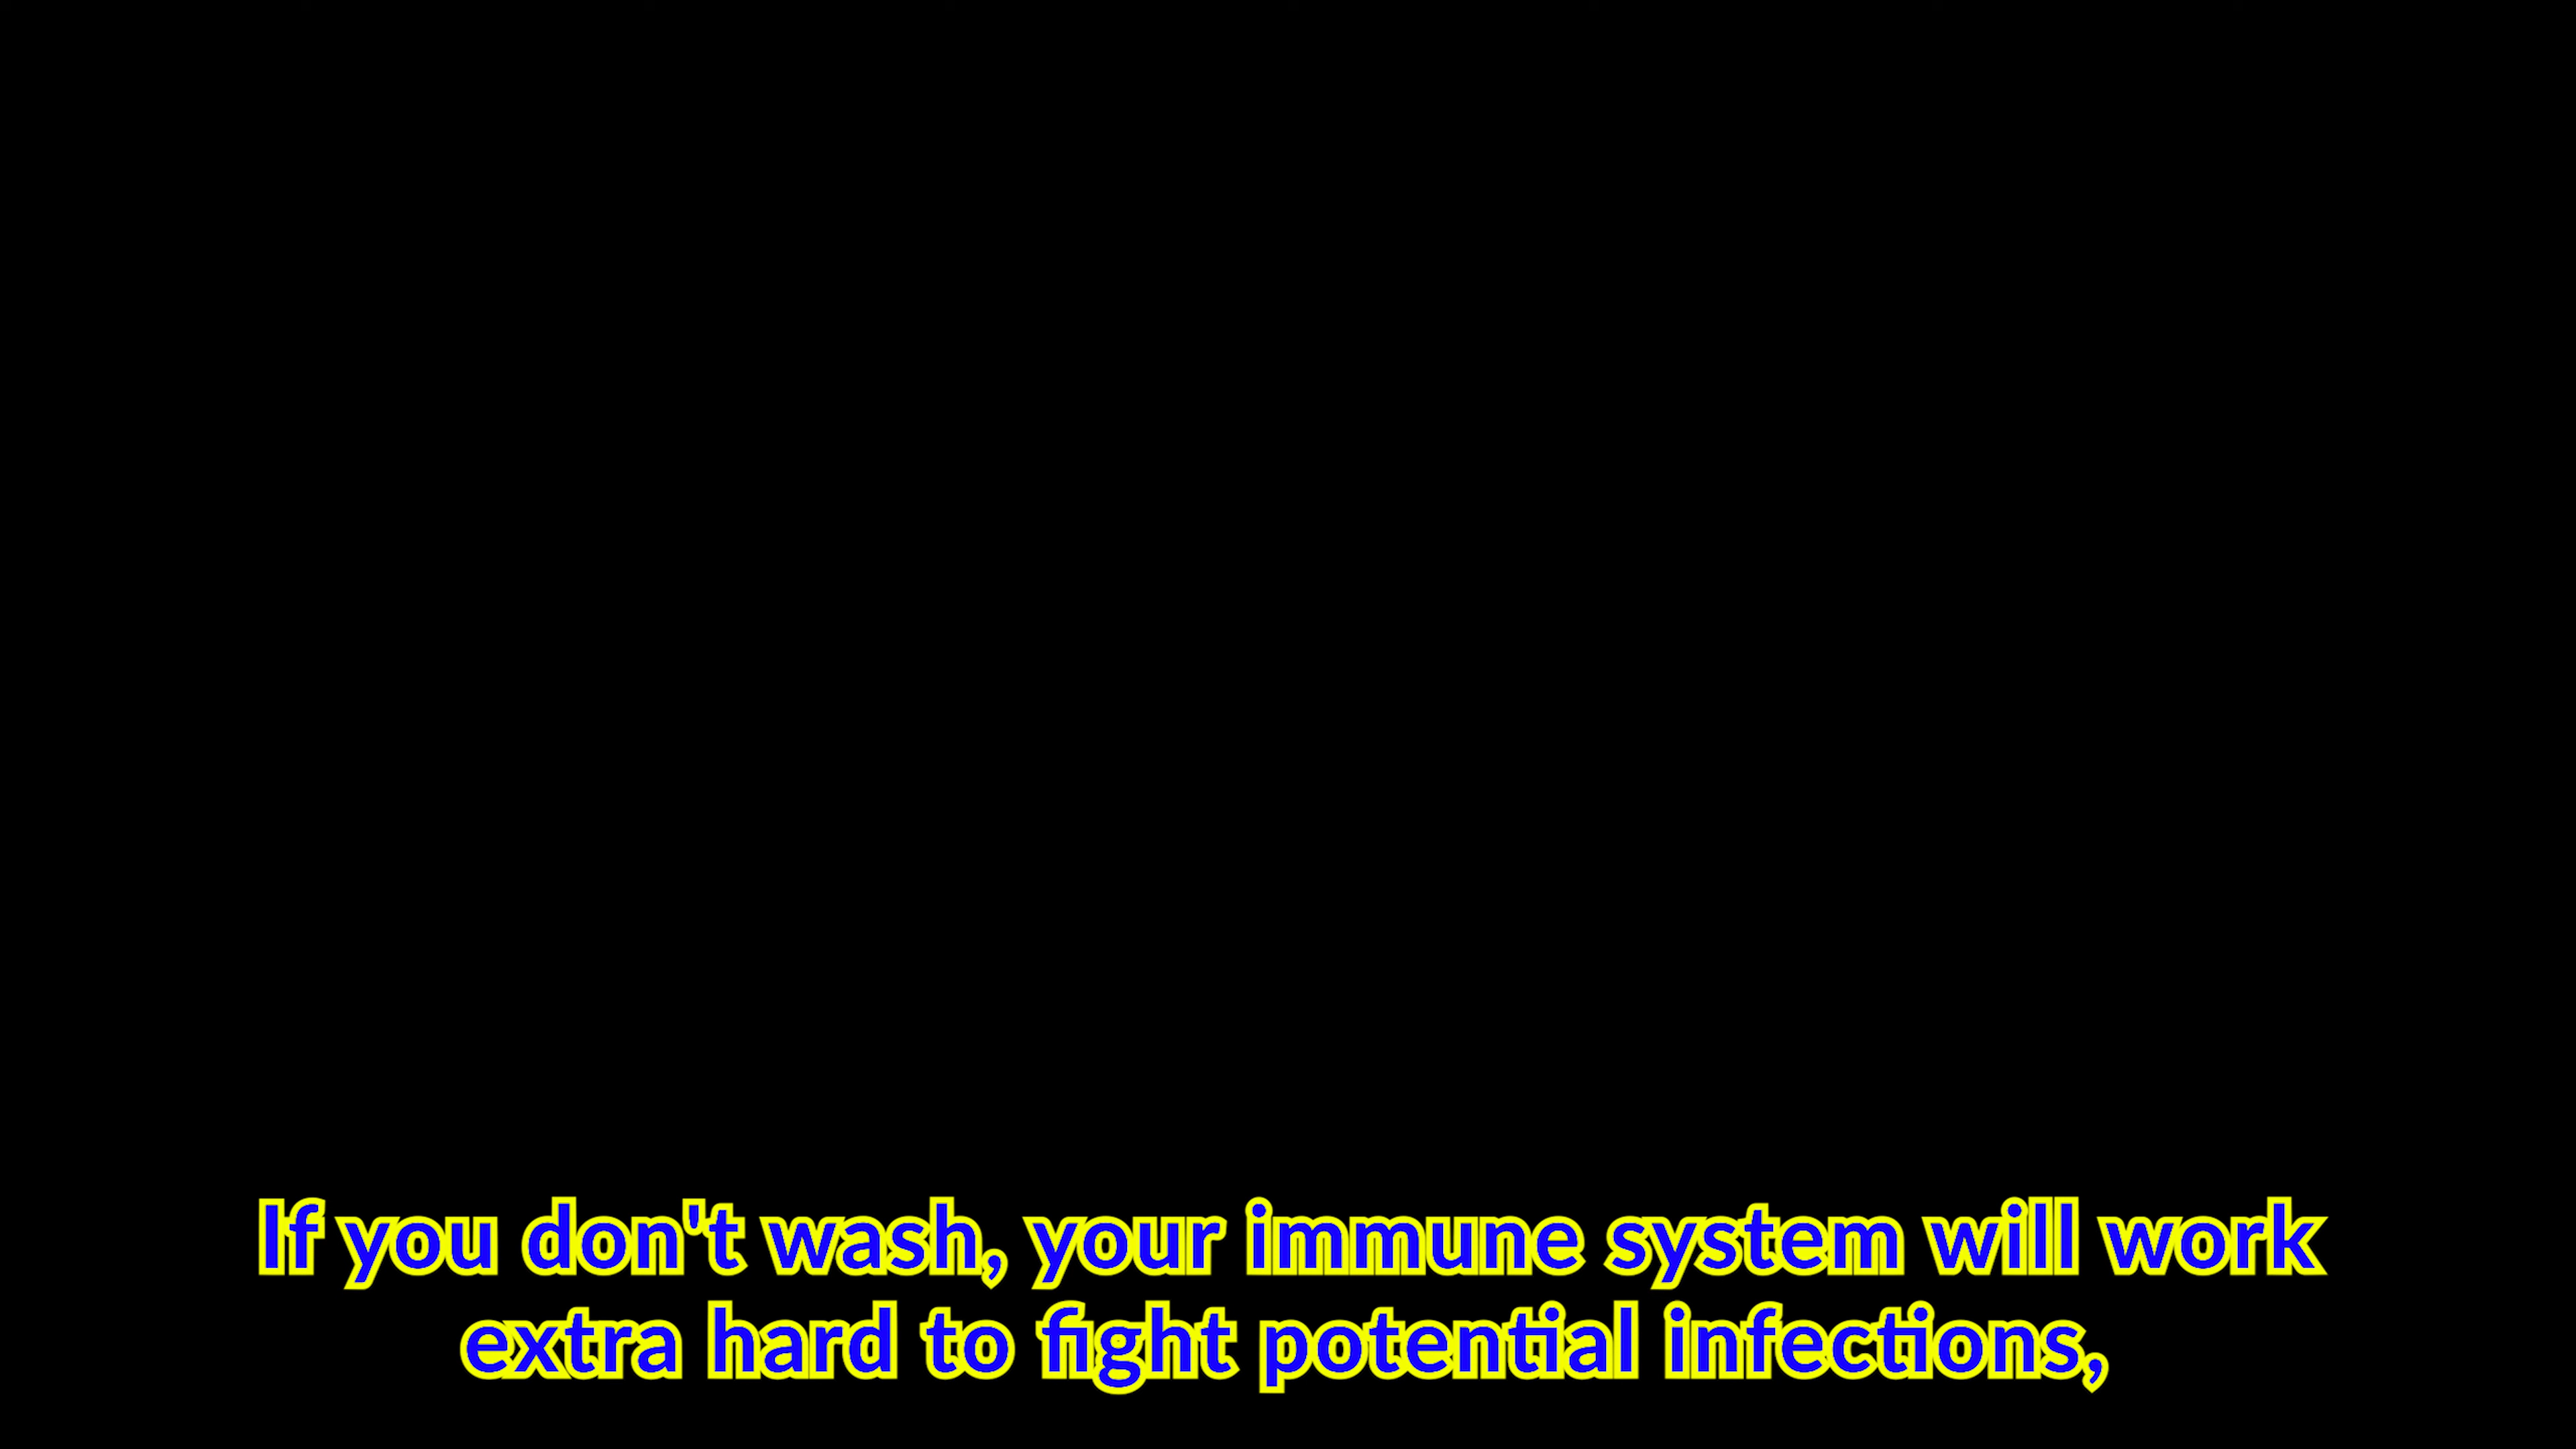 If you don't wash, your immune system will work
extra hard to fight potential infections,